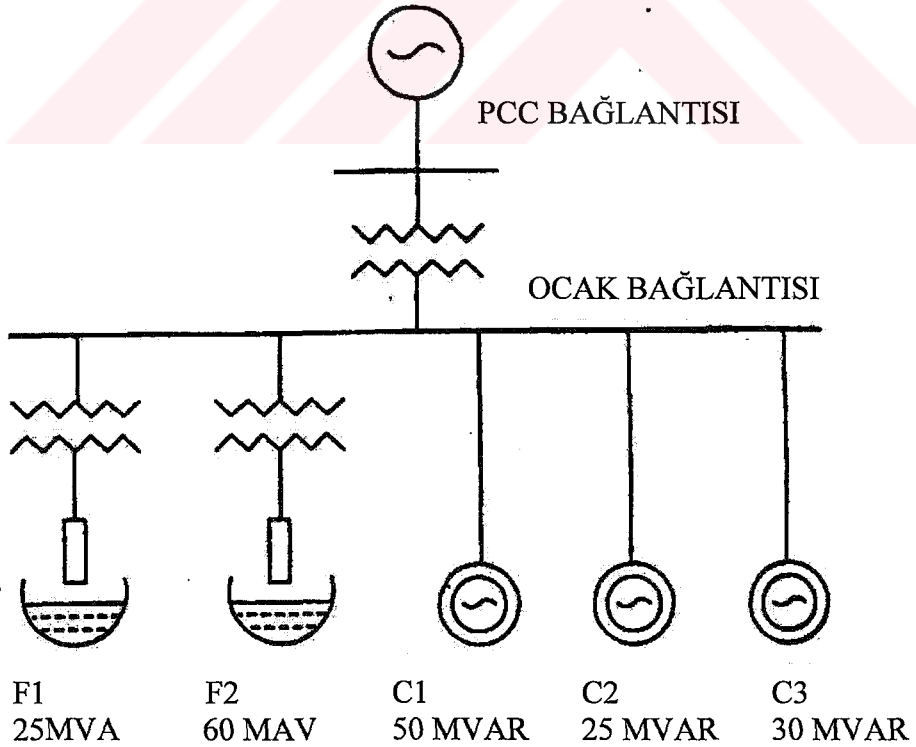 PCC BAĞLANTISI
OCAK BAĞLANTISI
F1 F2 C1 C2 C3
25MVA 60 MAV 50 MVAR 25 MVAR 30 MVAR